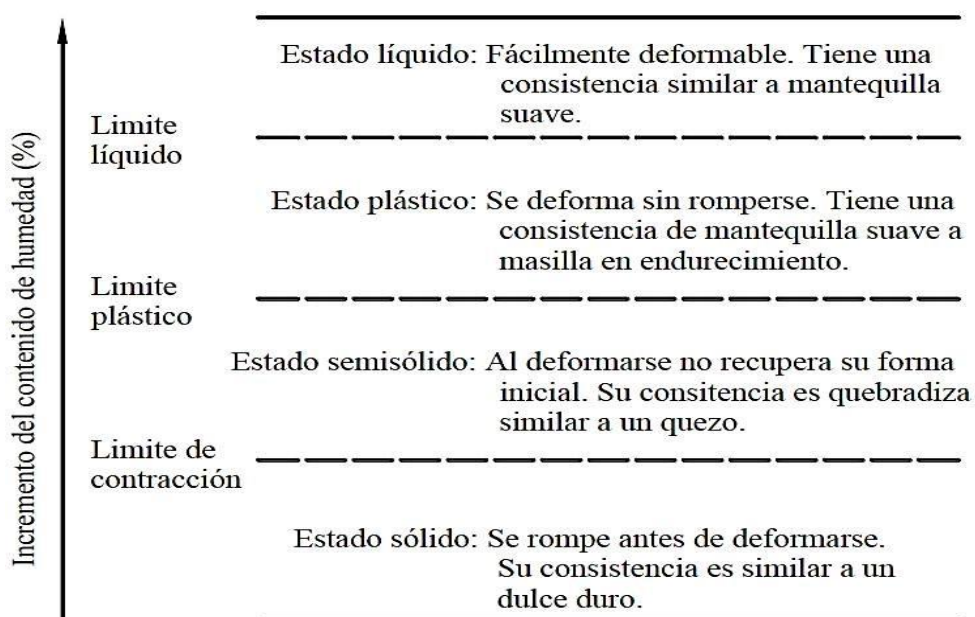 Incremento del contenido de humedad (%)
Estado líquido: Fácilmente deformable. Tiene una
consistencia similar a mantequilla
suave.
Limite
líquido
Estado plástico: Se deforma sin romperse. Tiene una
consistencia de mantequilla suave a
masilla en endurecimiento.
Limite
plástico
Estado semisólido: Al deformarse no recupera su forma
inicial. Su consitencia es quebradiza
similar a un quezo.
Limite de
contracción
Estado sólido: Se rompe antes de deformarse.
Su consistencia es similar a un
dulce duro.